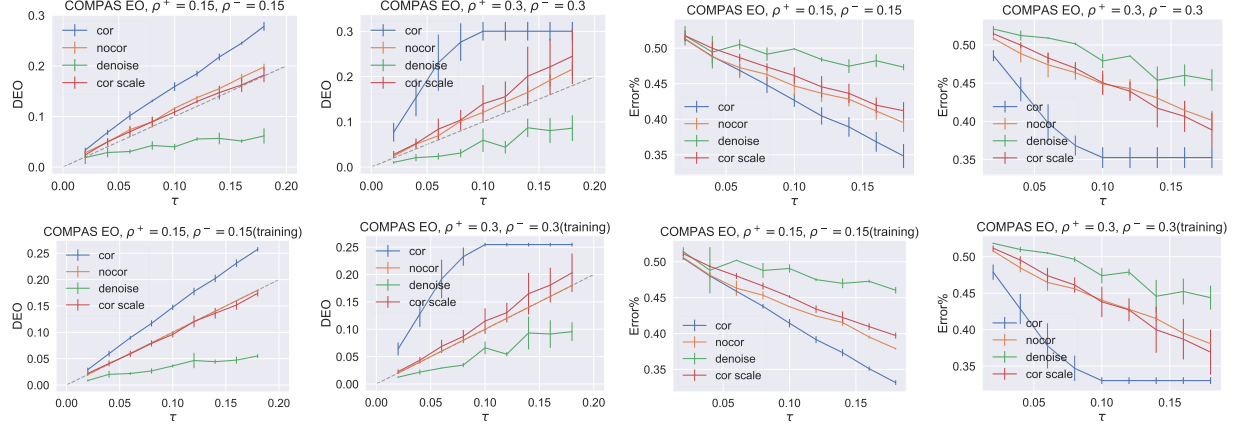 COMPAS EO, ρ⁺ = 0.15, ρ⁻ = 0.15
DEO
0.3
0.2
0.1
0.0
cor
nocor
denoise
cor scale
0.00 0.05 0.10 0.15 0.20
τ
COMPAS EO, ρ⁺ = 0.3, ρ⁻ = 0.3
DEO
0.3
0.2
0.1
0.0
cor
nocor
denoise
cor scale
0.00 0.05 0.10 0.15 0.20
τ
COMPAS EO, ρ⁺ = 0.15, ρ⁻ = 0.15
Error%
0.50
0.45
0.40
0.35
cor
nocor
denoise
cor scale
0.05 0.10 0.15
τ
COMPAS EO, ρ⁺ = 0.3, ρ⁻ = 0.3
Error%
0.50
0.45
0.40
0.35
cor
nocor
denoise
cor scale
0.05 0.10 0.15
τ
COMPAS EO, ρ⁺ = 0.15, ρ⁻ = 0.15(training)
DEO
0.25
0.20
0.15
0.10
0.05
0.00
cor
nocor
denoise
cor scale
0.00 0.05 0.10 0.15 0.20
τ
COMPAS EO, ρ⁺ = 0.3, ρ⁻ = 0.3(training)
DEO
0.25
0.20
0.15
0.10
0.05
0.00
cor
nocor
denoise
cor scale
0.00 0.05 0.10 0.15 0.20
τ
COMPAS EO, ρ⁺ = 0.15, ρ⁻ = 0.15(training)
Error%
0.50
0.45
0.40
0.35
cor
nocor
denoise
cor scale
0.05 0.10 0.15
τ
COMPAS EO, ρ⁺ = 0.3, ρ⁻ = 0.3(training)
Error%
0.50
0.45
0.40
0.35
cor
nocor
denoise
cor scale
0.05 0.10 0.15
τ